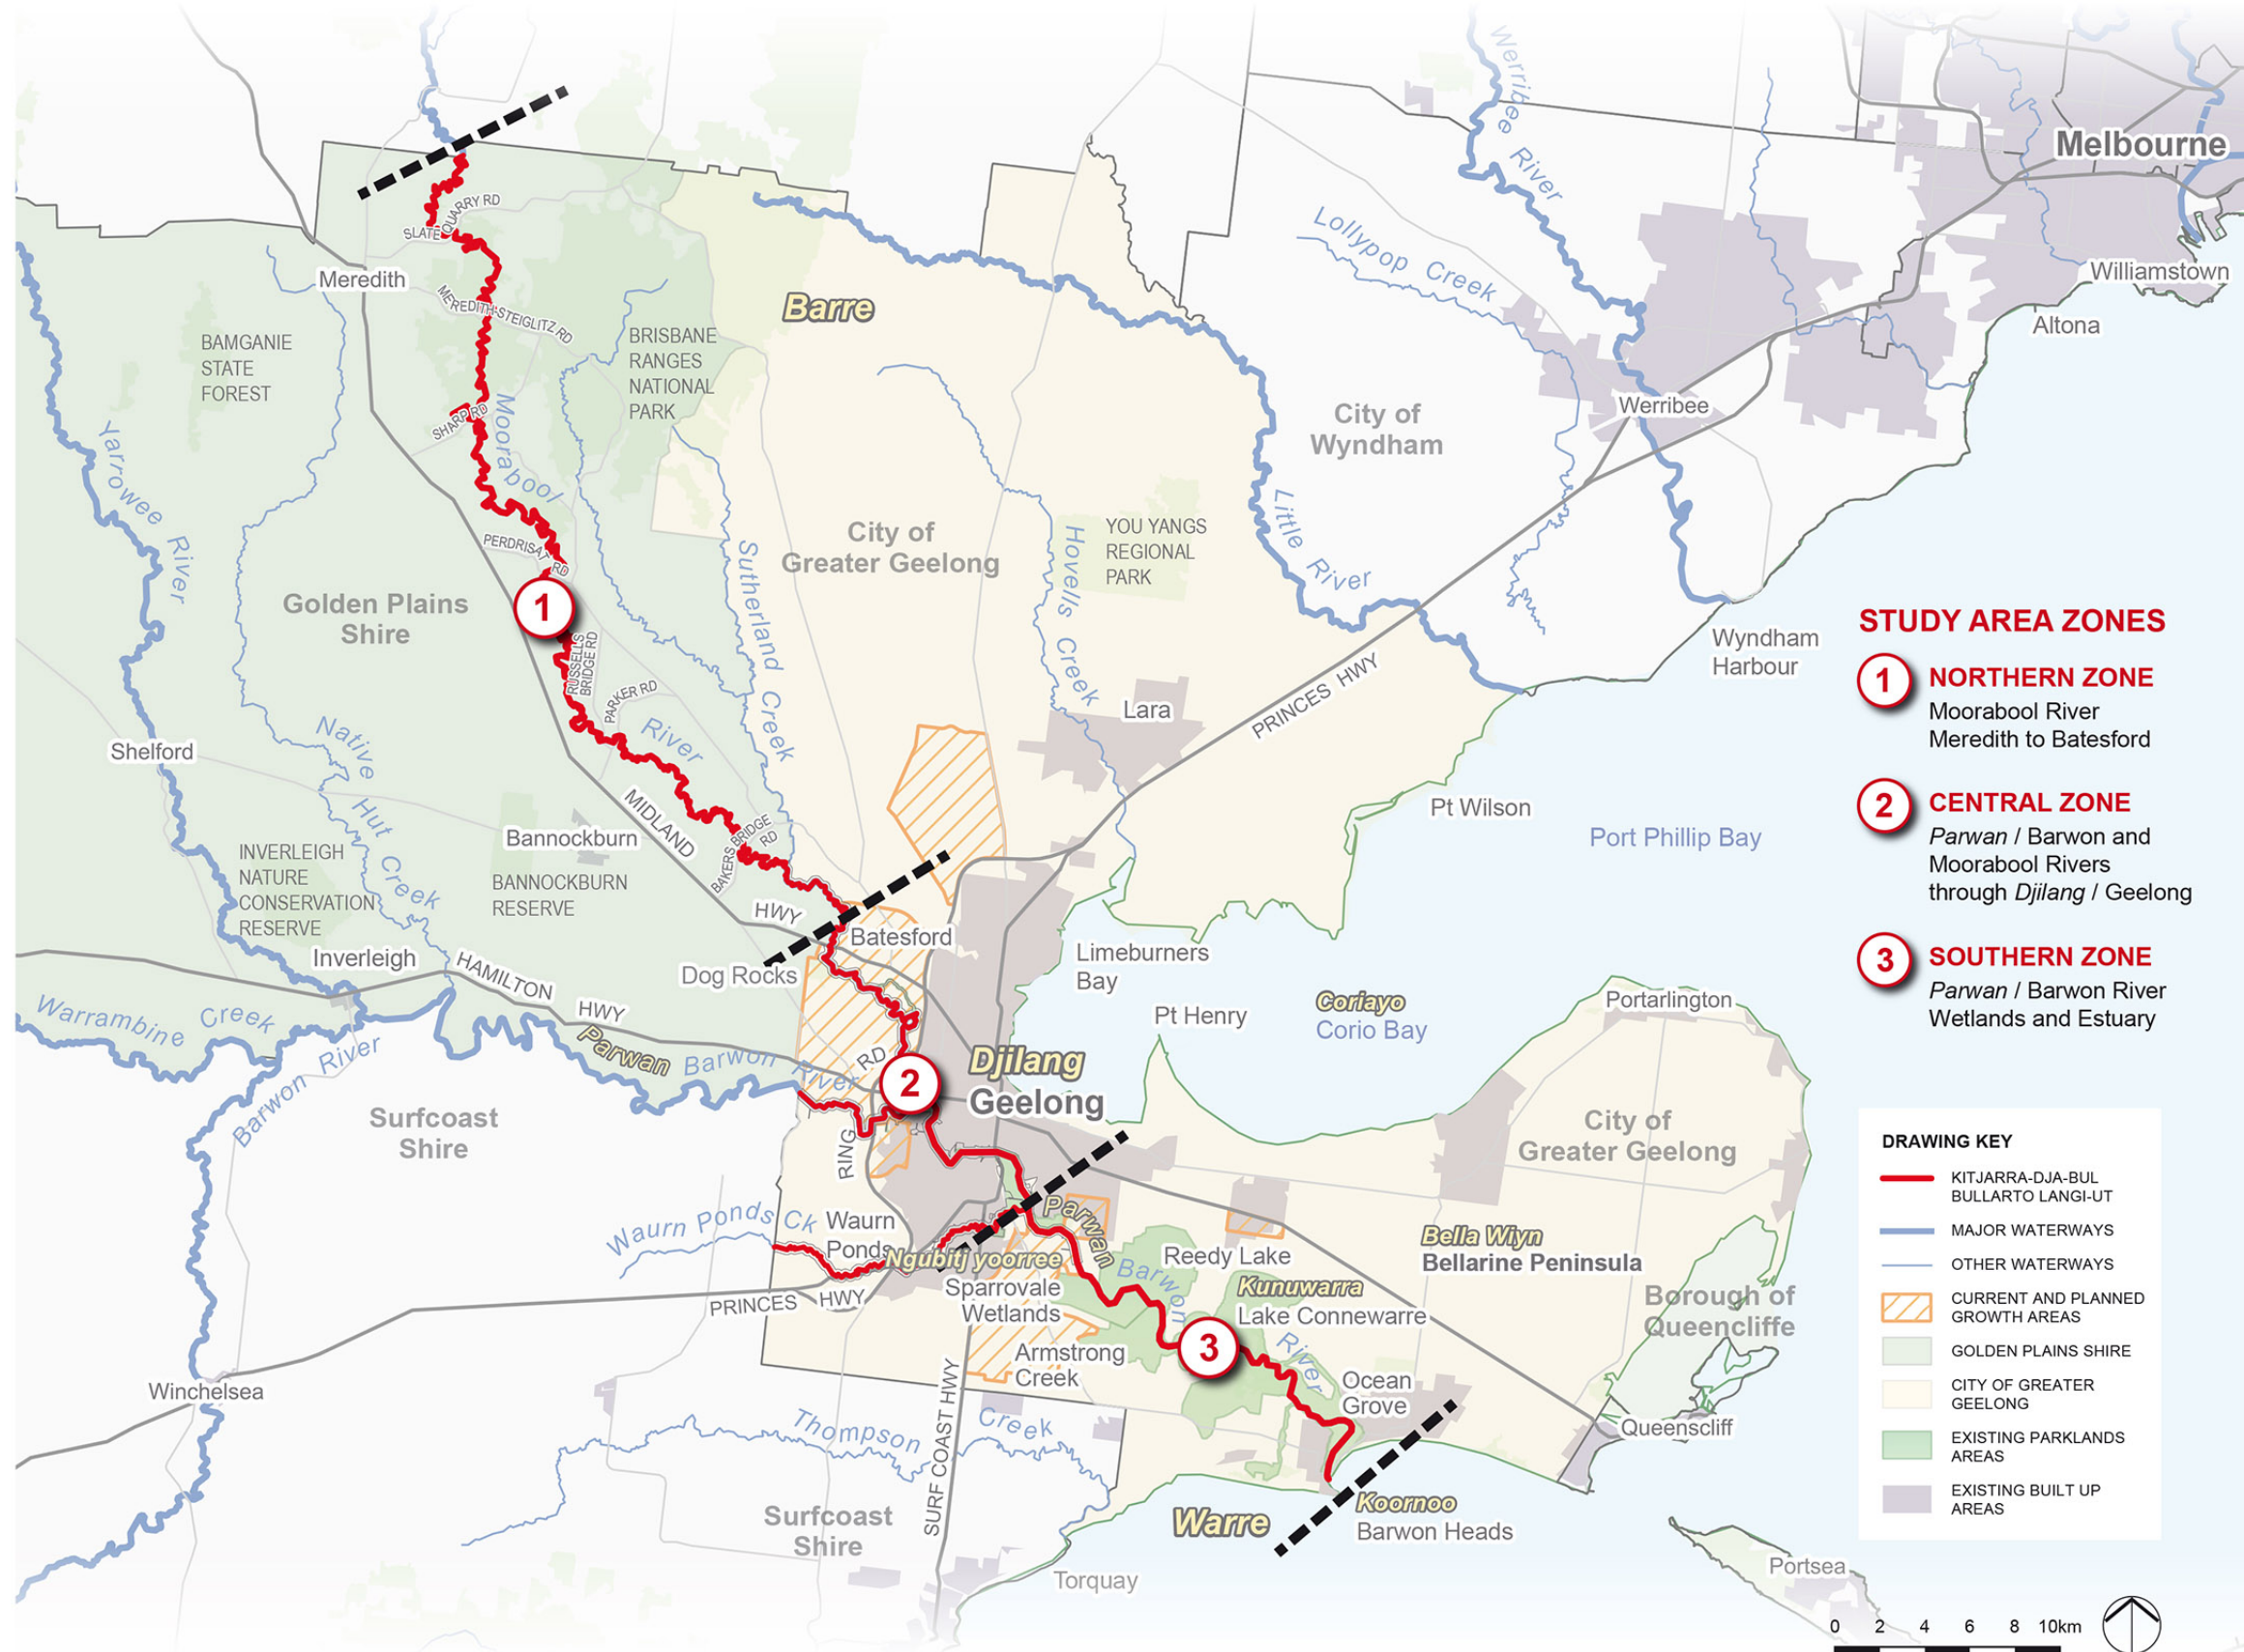 Werribee
River
Melbourne
SLATE QUARRY RD
Meredith
Lollypop Creek
Williamstown
MEREDITH-STEIGLITZ RD
Barre
Altona
BAMGANIE
STATE
FOREST
BRISBANE
RANGES
NATIONAL
PARK
City of
Wyndham
Werribee
SHARP RD
Moorabool
Yarrowee
River
City of
Greater Geelong
YOU YANGS
REGIONAL
PARK
Hovells Creek
Little River
PERDRISAT RD
Sutherland Creek
Golden Plains
Shire
1
RUSSELLS
BRIDGE RD
PARKER RD
River
Lara
PRINCES HWY
Wyndham
Harbour
STUDY AREA ZONES
1
NORTHERN ZONE
Moorabool River
Meredith to Batesford
2
CENTRAL ZONE
Parwan / Barwon and
Moorabool Rivers
through Djilang / Geelong
3
SOUTHERN ZONE
Parwan / Barwon River
Wetlands and Estuary
Shelford
Native Hut Creek
Bannockburn
MIDLAND
HWY
BAKERS BRIDGE
RD
Pt Wilson
Port Phillip Bay
INVERLEIGH
NATURE
CONSERVATION
RESERVE
BANNOCKBURN
RESERVE
Batesford
Dog Rocks
Limeburners
Bay
Inverleigh
HAMILTON
HWY
Warrambine Creek
Barwon River
Parwan
Barwon River
RD
2
Djilang
Geelong
Pt Henry
Coriayo
Corio Bay
Portarlington
Surfcoast
Shire
City of
Greater Geelong
RING
Waurn Ponds Ck
Waurn
Ponds
Ngubitj yoorree
Sparrovale
Wetlands
Parwan
Barwon
River
Reedy Lake
Kunuwarra
Lake Connewarre
Bella Wiyn
Bellarine Peninsula
Borough of
Queencliffe
PRINCES HWY
3
Armstrong
Creek
Ocean
Grove
Winchelsea
Thompson Creek
SURF COAST HWY
Queenscliff
Surfcoast
Shire
Warre
Koornoo
Barwon Heads
Torquay
Portsea
DRAWING KEY
KITJARRA-DJA-BUL
BULLARTO LANGI-UT
MAJOR WATERWAYS
OTHER WATERWAYS
CURRENT AND PLANNED
GROWTH AREAS
GOLDEN PLAINS SHIRE
CITY OF GREATER
GEELONG
EXISTING PARKLANDS
AREAS
EXISTING BUILT UP
AREAS
0 2 4 6 8 10km